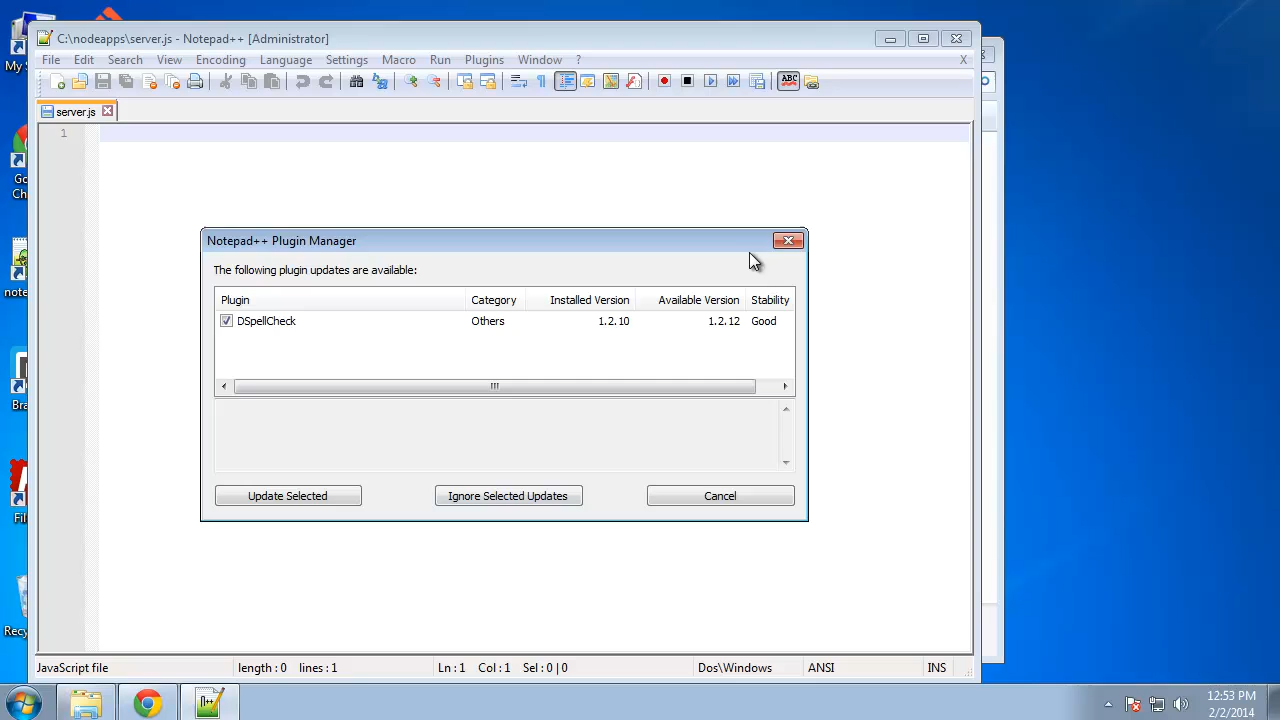 C:\nodeapps\server.js - Notepad++ [Administrator]
File Edit Search View Encoding Language Settings Macro Run Plugins Window ? X
ABC
server.js
1
Notepad++ Plugin Manager
The following plugin updates are available:
Plugin Category Installed Version Available Version Stability
DSpellCheck Others 1.2.10 1.2.12 Good
Update Selected Ignore Selected Updates Cancel
JavaScript file length : 0 lines : 1 Ln : 1 Col : 1 Sel : 0 | 0 Dos\Windows ANSI INS
My
Go
Ch
note
Bra
Fil
Recy
12:53 PM
2/2/2014